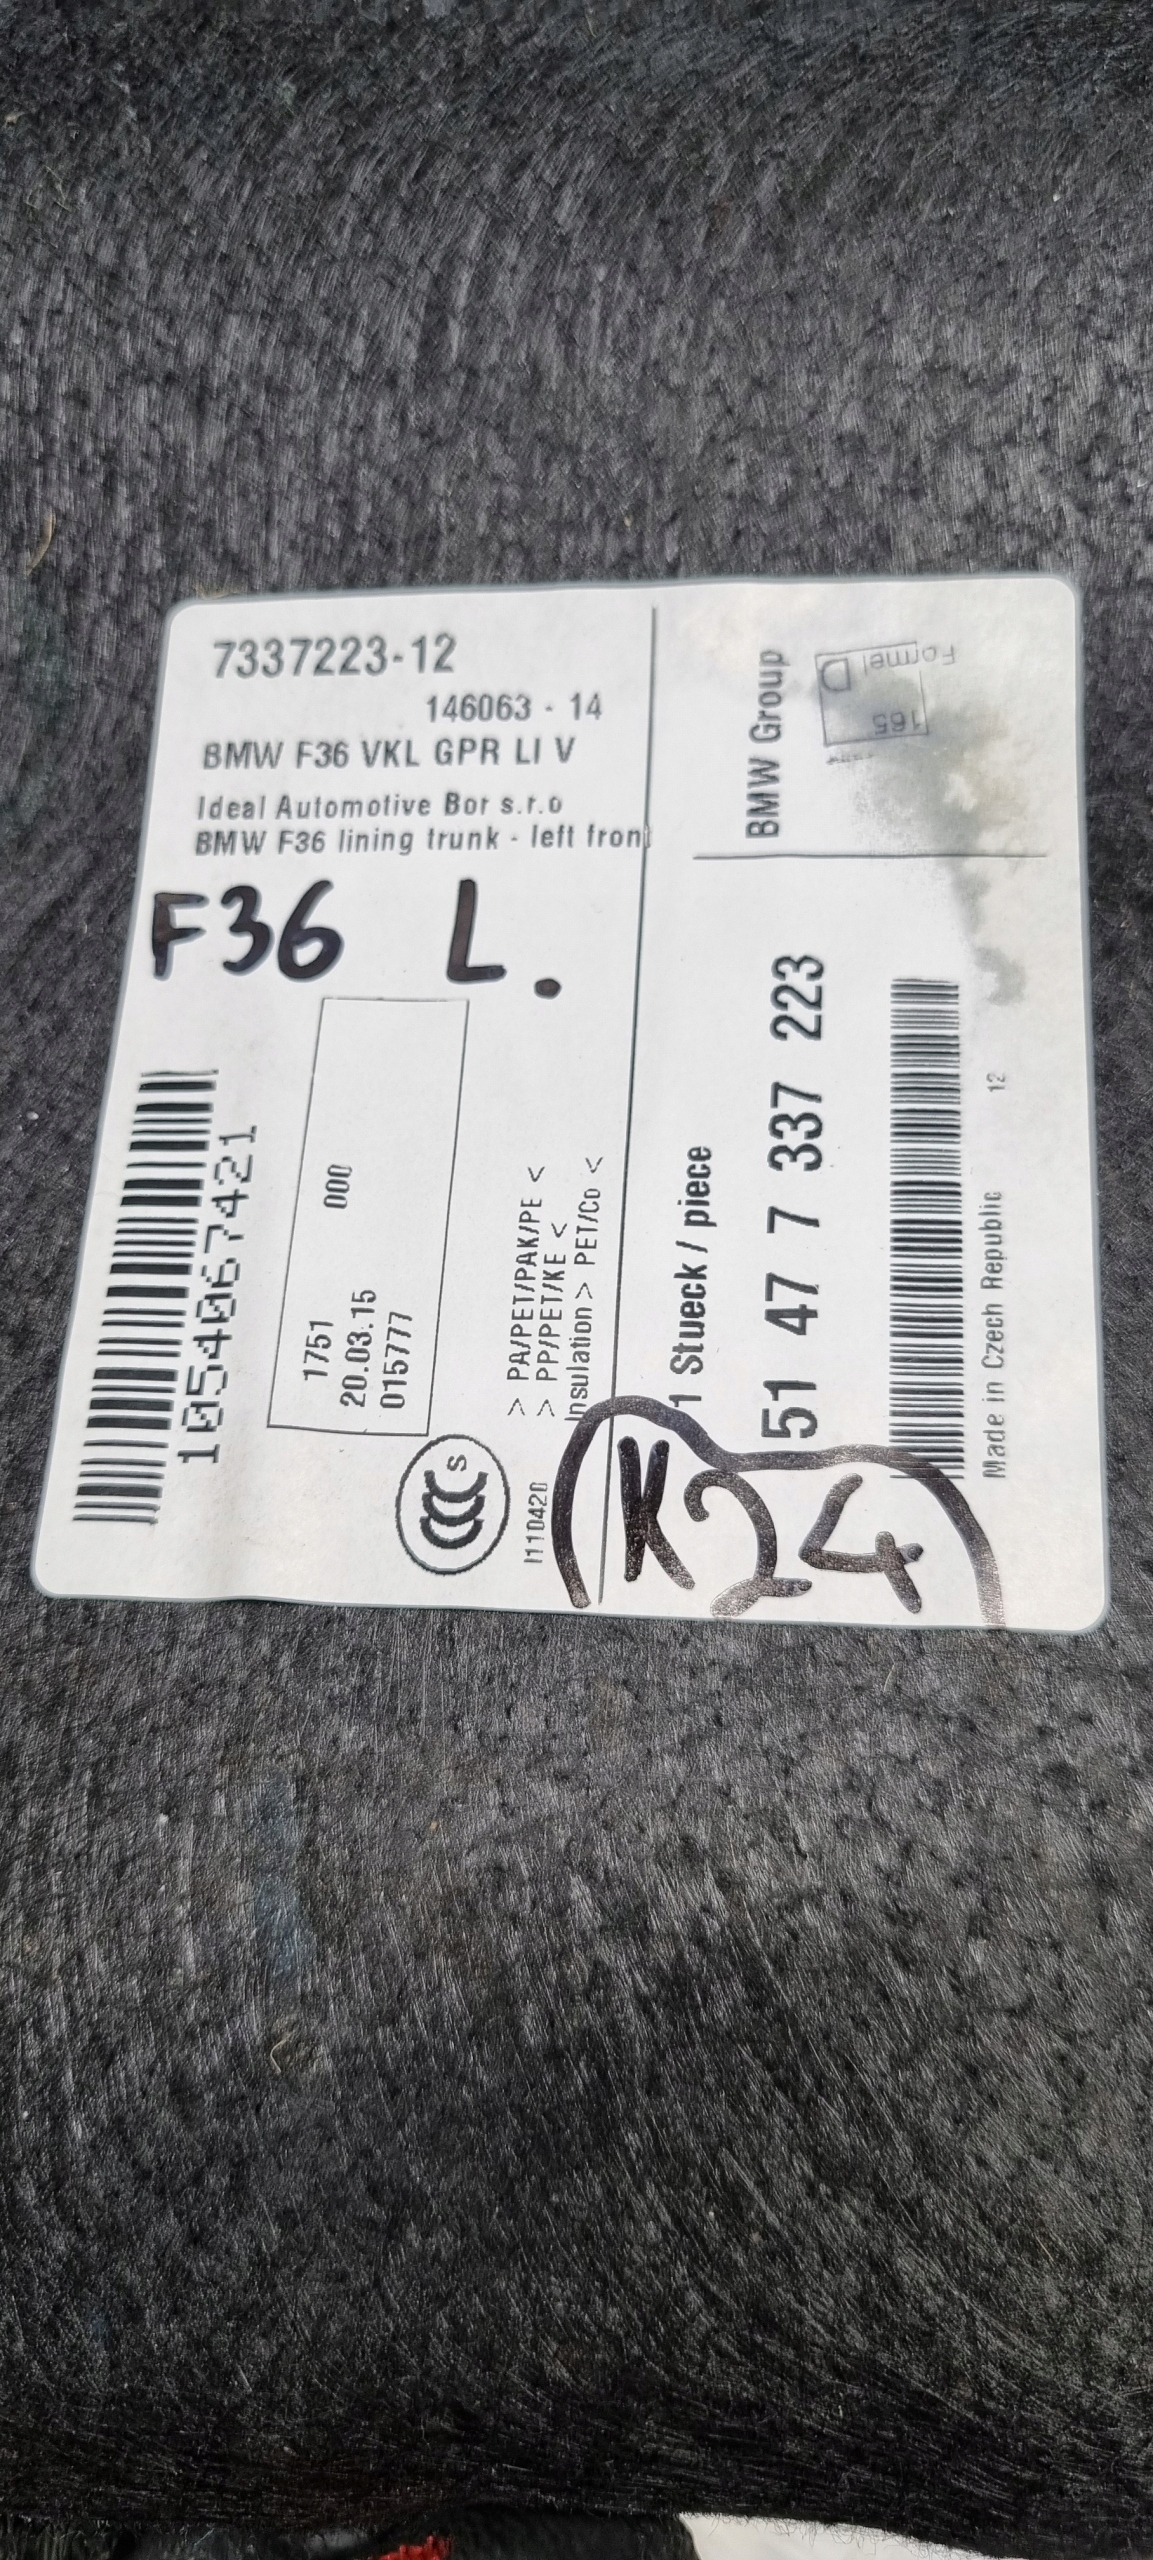 7337223-12
146063 - 14
BMW F36 VKL GPR LI V
Ideal Automotive Bor s.r.o
BMW F36 lining trunk - left front
F36 L.
1054067421
1751 000
20.03.15
015777
> PA/PET/PAK/PE <
> PP/PET/KE <
Insulation > PET/Co <
S
I110420
BMW Group
Formel D
165
1 Stueck / piece
51 47 7 337 223
Made in Czech Republic 12
K
24